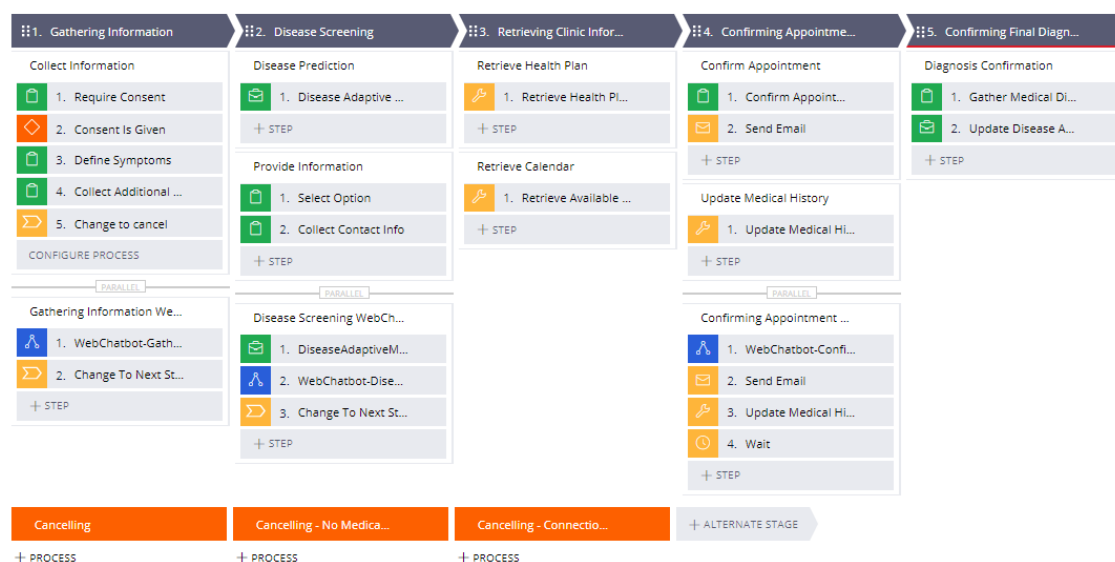 1. Gathering Information
Collect Information
1. Require Consent
2. Consent Is Given
3. Define Symptoms
4. Collect Additional ...
5. Change to cancel
CONFIGURE PROCESS
PARALLEL
Gathering Information We...
1. WebChatbot-Gath...
2. Change To Next St...
+ STEP
2. Disease Screening
Disease Prediction
1. Disease Adaptive ...
+ STEP
Provide Information
1. Select Option
2. Collect Contact Info
+ STEP
PARALLEL
Disease Screening WebCh...
1. DiseaseAdaptiveM...
2. WebChatbot-Dise...
3. Change To Next St...
+ STEP
3. Retrieving Clinic Infor...
Retrieve Health Plan
1. Retrieve Health Pl...
+ STEP
Retrieve Calendar
1. Retrieve Available ...
+ STEP
4. Confirming Appointme...
Confirm Appointment
1. Confirm Appoint...
2. Send Email
+ STEP
Update Medical History
1. Update Medical Hi...
+ STEP
PARALLEL
Confirming Appointment ...
1. WebChatbot-Confi...
2. Send Email
3. Update Medical Hi...
4. Wait
+ STEP
5. Confirming Final Diagn...
Diagnosis Confirmation
1. Gather Medical Di...
2. Update Disease A...
+ STEP
Cancelling
+ PROCESS
Cancelling - No Medica...
+ PROCESS
Cancelling - Connectio...
+ PROCESS
+ ALTERNATE STAGE